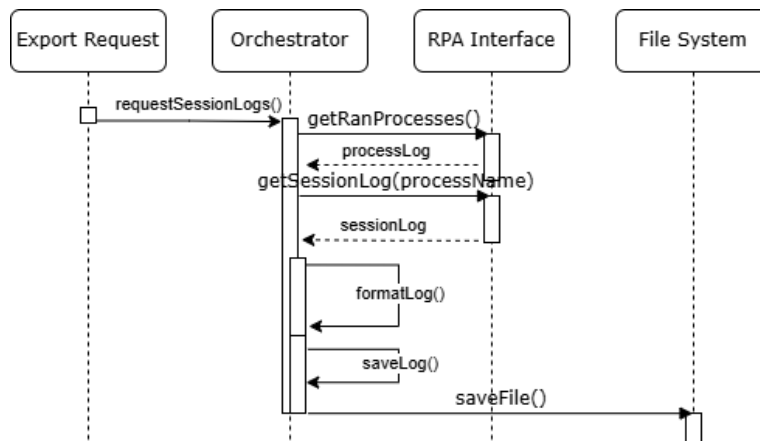 Export Request
Orchestrator
RPA Interface
File System
requestSessionLogs()
getRanProcesses()
processLog
getSessionLog(processName)
sessionLog
formatLog()
saveLog()
saveFile()